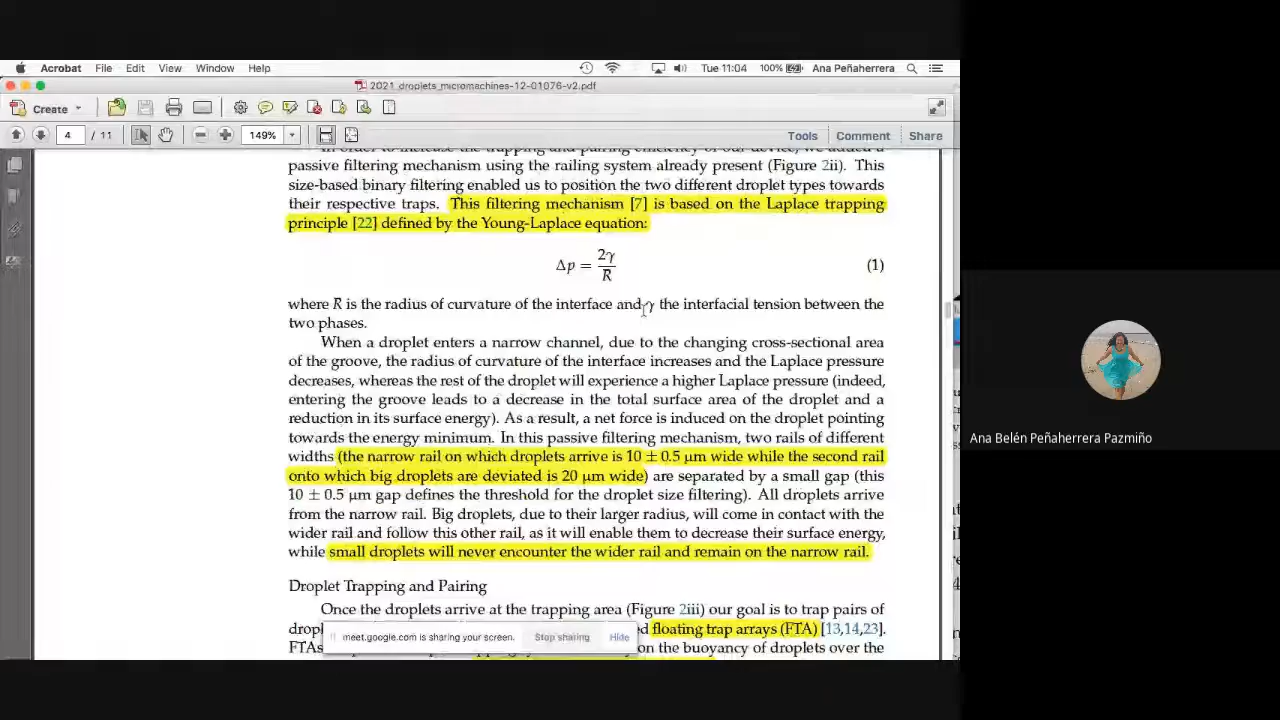 Acrobat File Edit View Window Help Tue 11:04 100% Ana Peñaherrera
2021_droplets_micromachines-12-01076-v2.pdf
Create
4 / 11 149% Tools Comment Share
In order to increase the trapping and pairing efficiency of our device, we added a
passive filtering mechanism using the railing system already present (Figure 2ii). This
size-based binary filtering enabled us to position the two different droplet types towards
their respective traps. This filtering mechanism [7] is based on the Laplace trapping
principle [22] defined by the Young-Laplace equation:
Δp = 2γ / R (1)
where R is the radius of curvature of the interface and γ the interfacial tension between the
two phases.
When a droplet enters a narrow channel, due to the changing cross-sectional area
of the groove, the radius of curvature of the interface increases and the Laplace pressure
decreases, whereas the rest of the droplet will experience a higher Laplace pressure (indeed,
entering the groove leads to a decrease in the total surface area of the droplet and a
reduction in its surface energy). As a result, a net force is induced on the droplet pointing
towards the energy minimum. In this passive filtering mechanism, two rails of different
widths (the narrow rail on which droplets arrive is 10 ± 0.5 μm wide while the second rail
onto which big droplets are deviated is 20 μm wide) are separated by a small gap (this
10 ± 0.5 μm gap defines the threshold for the droplet size filtering). All droplets arrive
from the narrow rail. Big droplets, due to their larger radius, will come in contact with the
wider rail and follow this other rail, as it will enable them to decrease their surface energy,
while small droplets will never encounter the wider rail and remain on the narrow rail.
Droplet Trapping and Pairing
Once the droplets arrive at the trapping area (Figure 2iii) our goal is to trap pairs of
floating trap arrays (FTA) [13,14,23].
meet.google.com is sharing your screen. Stop sharing Hide
FTAs on the buoyancy of droplets over the
Ana Belén Peñaherrera Pazmiño